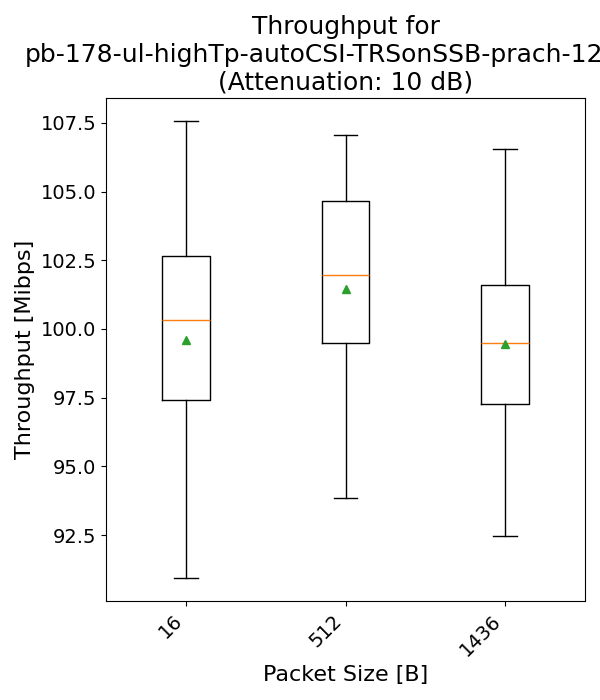 Throughput for
pb-178-ul-highTp-autoCSI-TRSonSSB-prach-12
(Attenuation: 10 dB)
Throughput [Mibps]
107.5
105.0
102.5
100.0
97.5
95.0
92.5
16
512
1436
Packet Size [B]